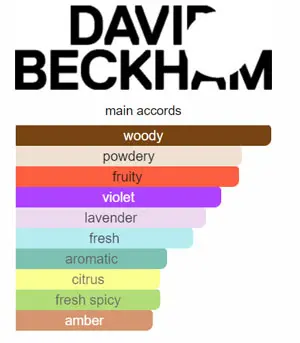 DAVID
BECKHAM
main accords
woody
powdery
fruity
violet
lavender
fresh
aromatic
citrus
fresh spicy
amber